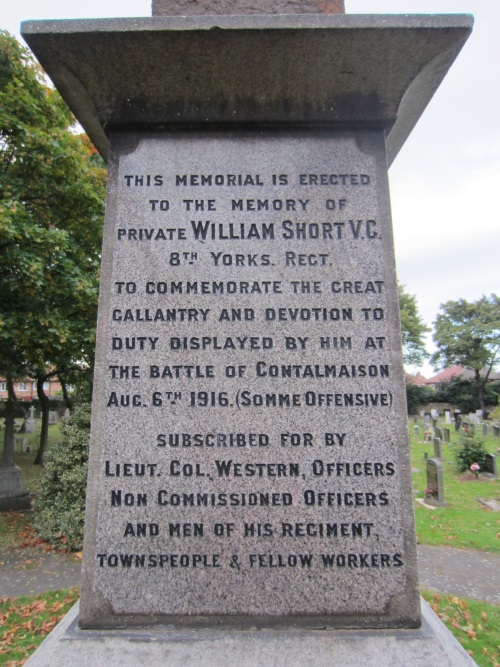 THIS MEMORIAL IS ERECTED
TO THE MEMORY OF
PRIVATE WILLIAM SHORT V.C.
8TH YORKS. REGT.
TO COMMEMORATE THE GREAT
GALLANTRY AND DEVOTION TO
DUTY DISPLAYED BY HIM AT
THE BATTLE OF CONTALMAISON
AUG. 6TH 1916. (SOMME OFFENSIVE)
SUBSCRIBED FOR BY
LIEUT. COL. WESTERN, OFFICERS
NON COMMISSIONED OFFICERS
AND MEN OF HIS REGIMENT,
TOWNSPEOPLE & FELLOW WORKERS